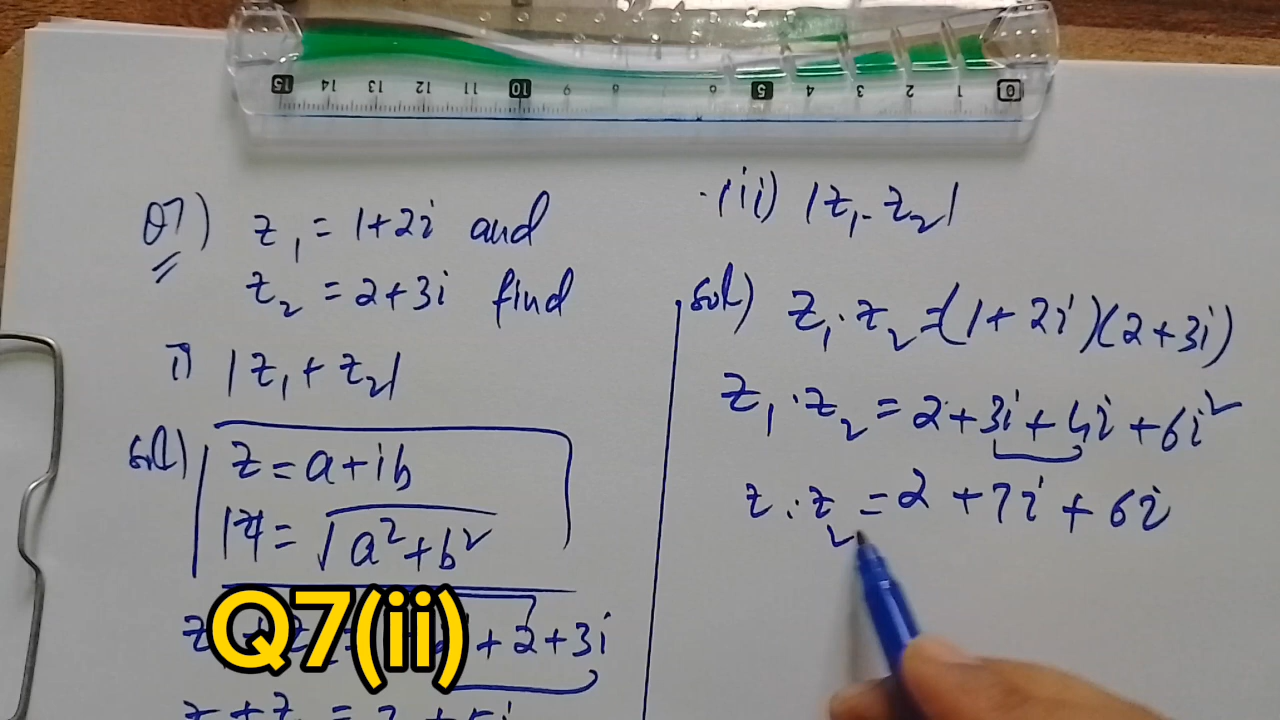 15 14 13 12 11 10 9 8 6 5 4 3 2 1 0
Q7) z₁ = 1+2i and
z₂ = 2+3i find
i) |z₁ + z₂|
Sol)
z = a+ib
|z| = √a²+b²
Q7(ii)
+ 2+3i
(ii) |z₁ . z₂|
Sol) z₁ . z₂ = (1+2i)(2+3i)
z₁ . z₂ = 2+3i+4i+6i²
z . z₂ = 2+7i+6i